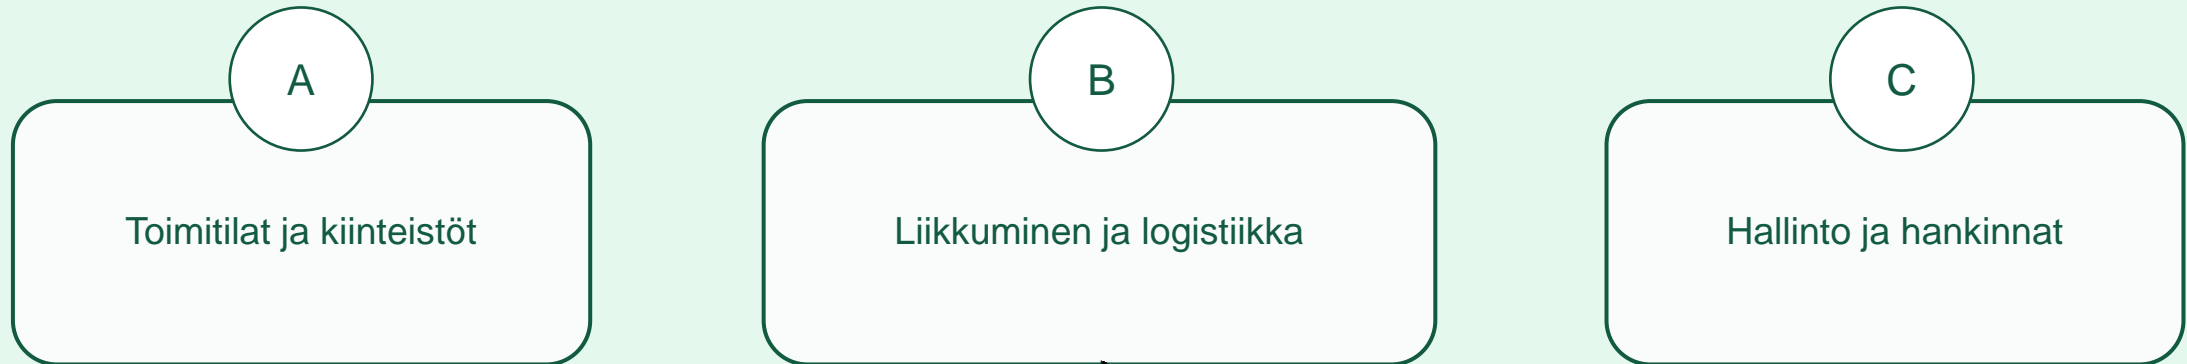 A
Toimitilat ja kiinteistöt
B
Liikkuminen ja logistiikka
C
Hallinto ja hankinnat